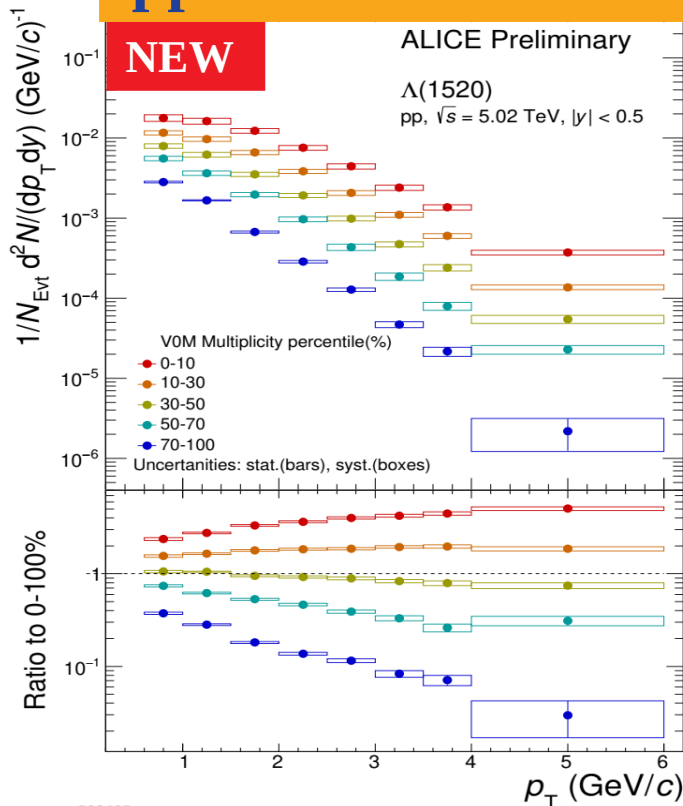 pp
NEW
ALICE Preliminary
Λ(1520)
pp, √s = 5.02 TeV, |y| < 0.5
1/N_Evt d²N/(dp_T dy) (GeV/c)⁻¹
10⁻¹
10⁻²
10⁻³
10⁻⁴
10⁻⁵
10⁻⁶
V0M Multiplicity percentile(%)
0-10
10-30
30-50
50-70
70-100
Uncertanities: stat.(bars), syst.(boxes)
Ratio to 0-100%
1
10⁻¹
1 2 3 4 5 6
p_T (GeV/c)